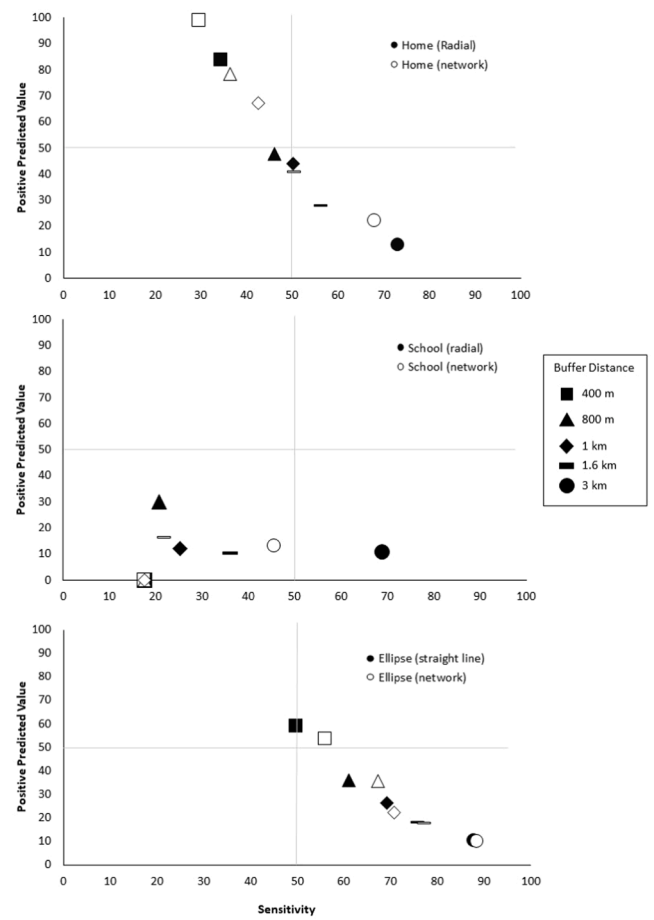 100
90
80
70
60
50
40
30
20
10
0
Positive Predicted Value
Home (Radial)
Home (network)
0 10 20 30 40 50 60 70 80 90 100
100
90
80
70
60
50
40
30
20
10
0
Positive Predicted Value
School (radial)
School (network)
0 10 20 30 40 50 60 70 80 90 100
Buffer Distance
400 m
800 m
1 km
1.6 km
3 km
100
90
80
70
60
50
40
30
20
10
0
Positive Predicted Value
Ellipse (straight line)
Ellipse (network)
0 10 20 30 40 50 60 70 80 90 100
Sensitivity